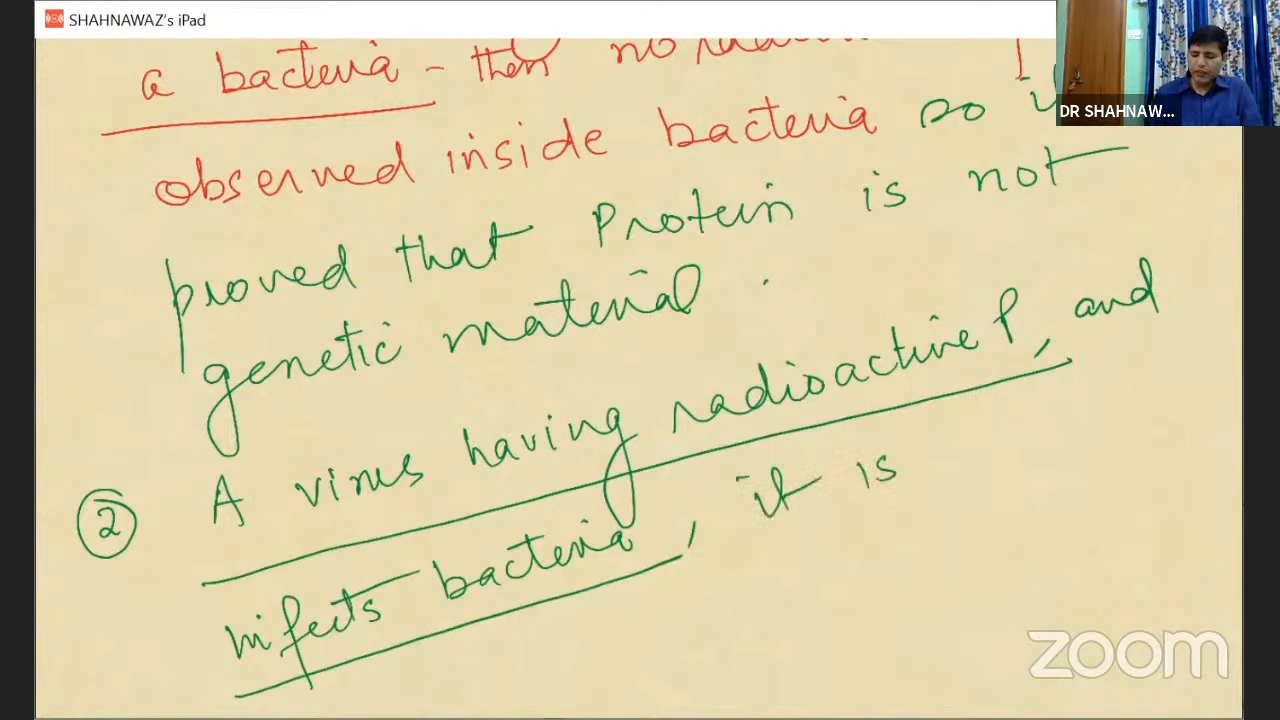 SHAHNAWAZ's iPad
a bacteria - then no
observed inside bacteria so
proved that Protein is not
genetic material.
② A virus having radioactive P, and
infects bacteria, it is
DR SHAHNAW...
zoom